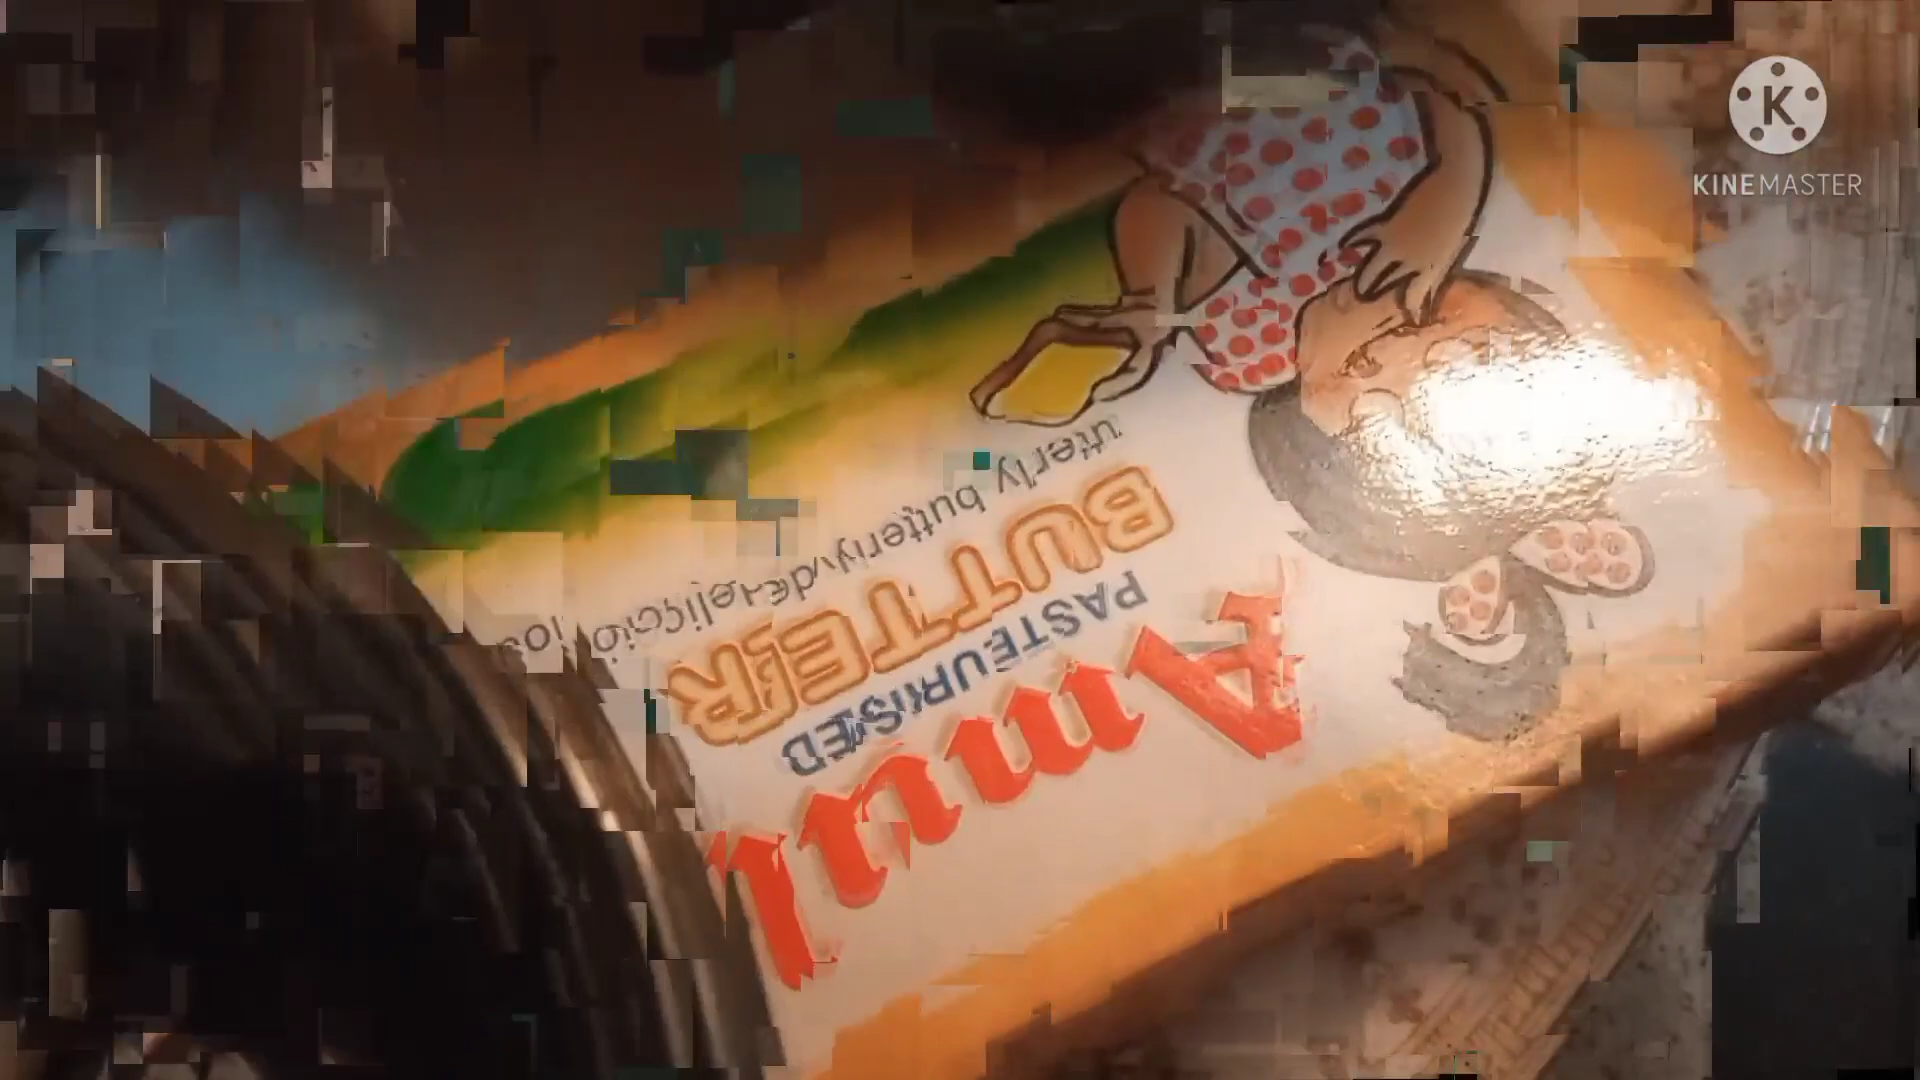 Amul
PASTEURISED
BUTTER
utterly butterly delicious
K
KINEMASTER